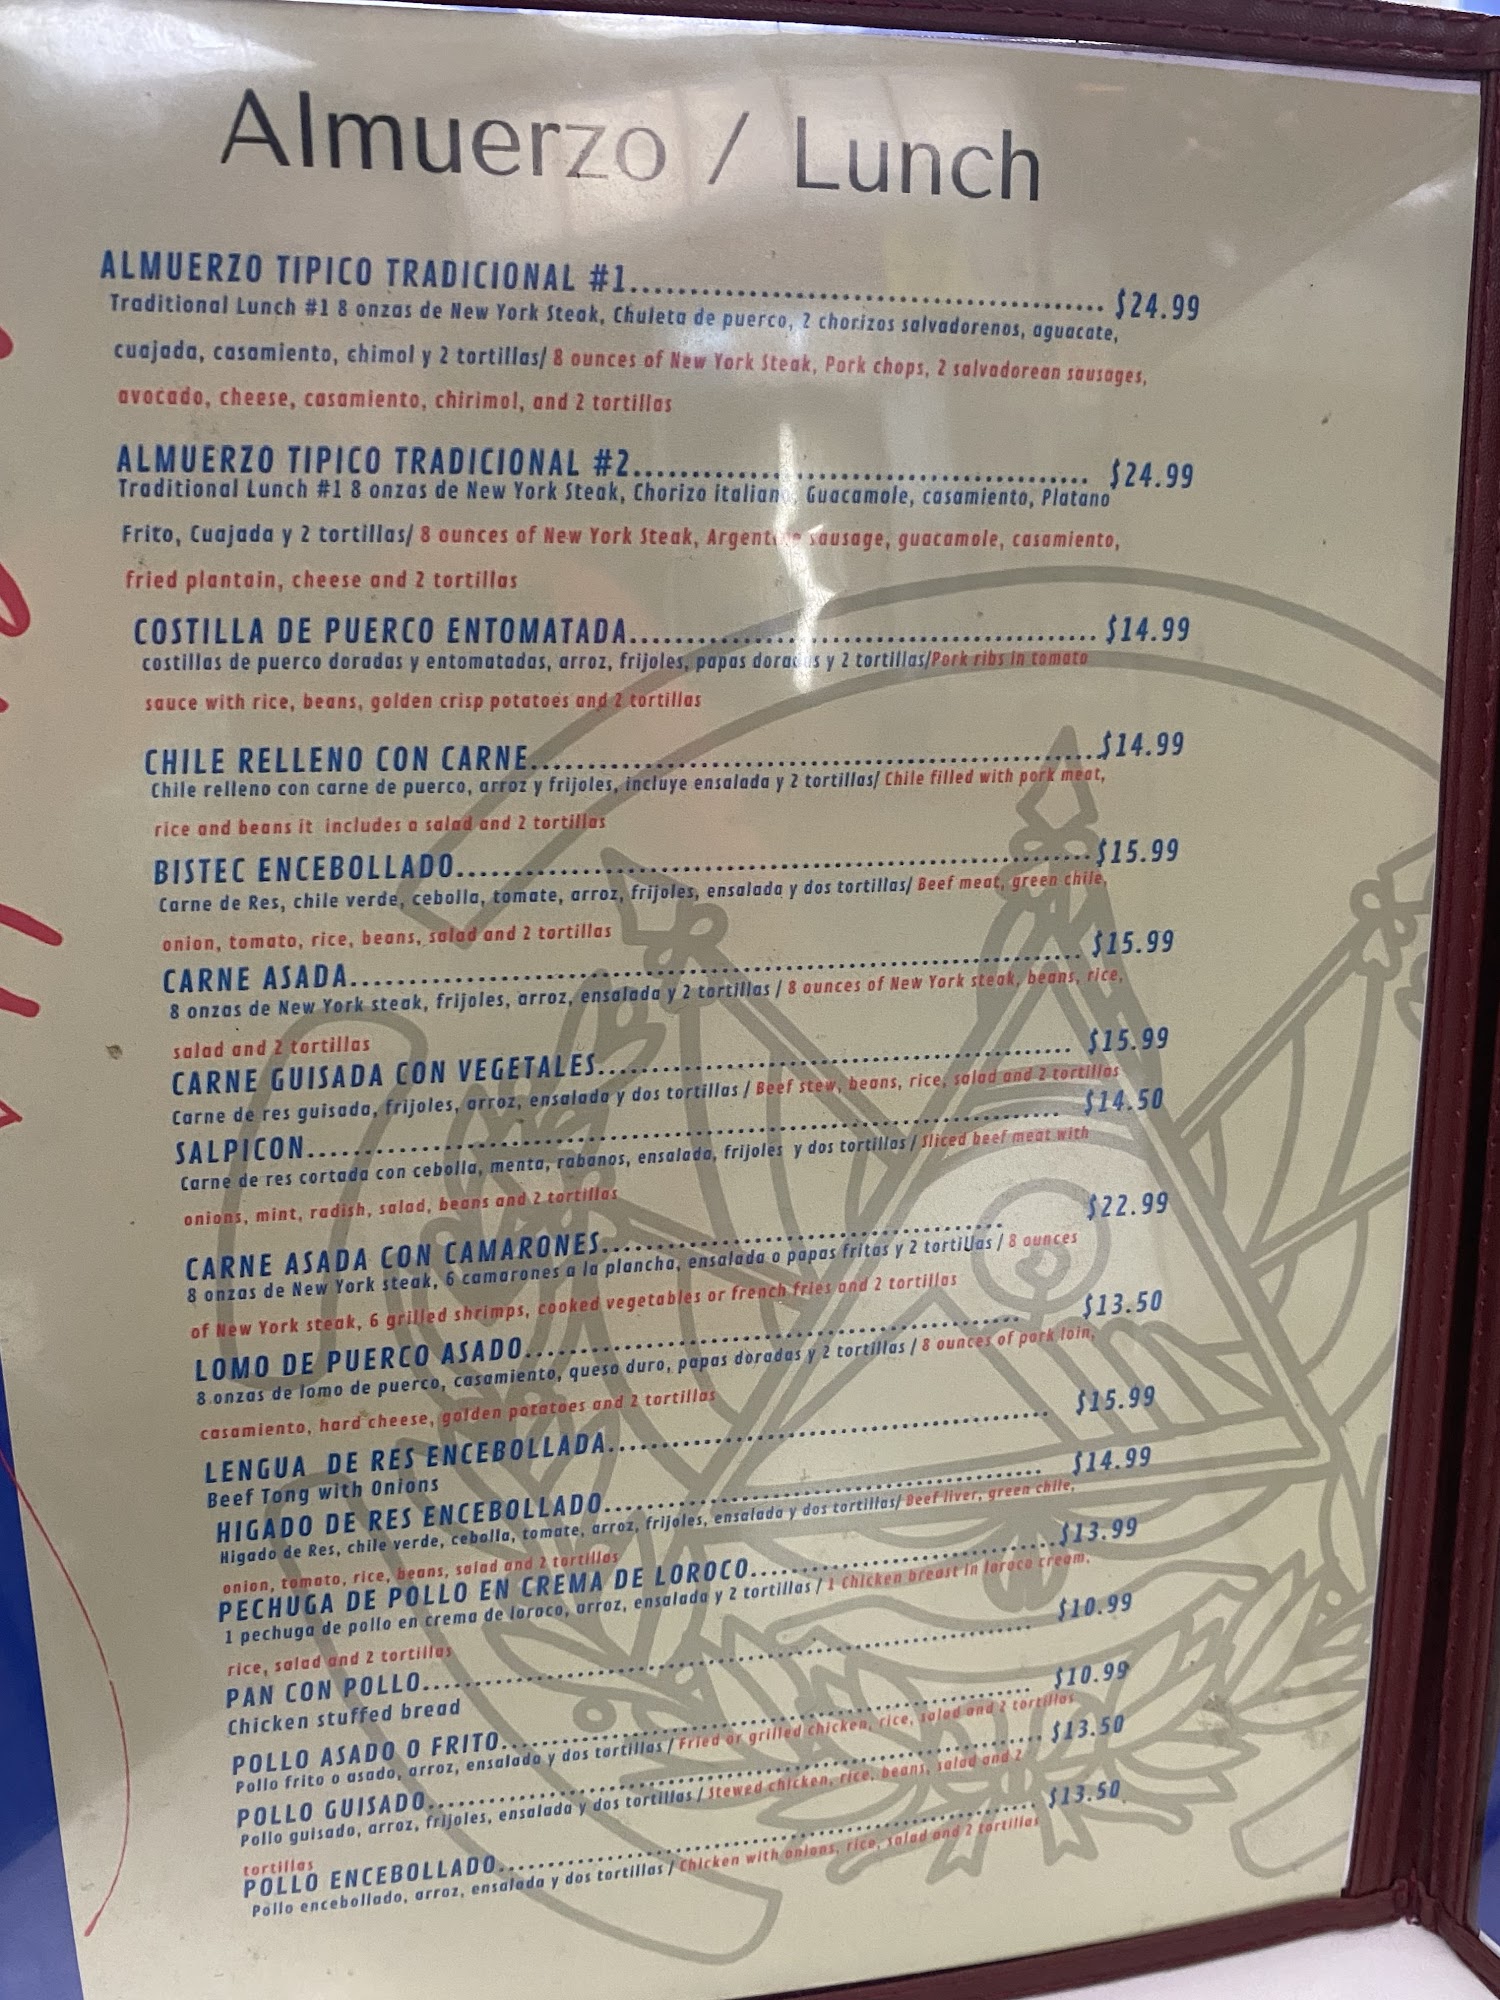 Almuerzo / Lunch
ALMUERZO TIPICO TRADICIONAL #1........ $24.99
Traditional Lunch #1 8 onzas de New York Steak, Chuleta de puerco, 2 chorizos salvadorenos, aguacate,
cuajada, casamiento, chimol y 2 tortillas/ 8 ounces of New York Steak, Pork chops, 2 salvadorean sausages,
avocado, cheese, casamiento, chirimol, and 2 tortillas
ALMUERZO TIPICO TRADICIONAL #2........ $24.99
Traditional Lunch #1 8 onzas de New York Steak, Chorizo italiano, Guacamole, casamiento, Platano
Frito, Cuajada y 2 tortillas/ 8 ounces of New York Steak, Argentine sausage, guacamole, casamiento,
fried plantain, cheese and 2 tortillas
COSTILLA DE PUERCO ENTOMATADA........ $14.99
costillas de puerco doradas y entomatadas, arroz, frijoles, papas doradas y 2 tortillas/Pork ribs in tomato
sauce with rice, beans, golden crisp potatoes and 2 tortillas
CHILE RELLENO CON CARNE........ $14.99
Chile relleno con carne de puerco, arroz y frijoles, incluye ensalada y 2 tortillas/ Chile filled with pork meat,
rice and beans it includes a salad and 2 tortillas
BISTEC ENCEBOLLADO........ $15.99
Carne de Res, chile verde, cebolla, tomate, arroz, frijoles, ensalada y dos tortillas/ Beef meat, green chile,
onion, tomato, rice, beans, salad and 2 tortillas
CARNE ASADA........ $15.99
8 onzas de New York steak, frijoles, arroz, ensalada y 2 tortillas / 8 ounces of New York steak, beans, rice,
salad and 2 tortillas
CARNE GUISADA CON VEGETALES........ $15.99
Carne de res guisada, frijoles, arroz, ensalada y dos tortillas / Beef stew, beans, rice, salad and 2 tortillas
SALPICON........ $14.50
Carne de res cortada con cebolla, menta, rabanos, ensalada, frijoles y dos tortillas / Sliced beef meat with
onions, mint, radish, salad, beans and 2 tortillas
CARNE ASADA CON CAMARONES........ $22.99
8 onzas de New York steak, 6 camarones a la plancha, ensalada o papas fritas y 2 tortillas / 8 ounces
of New York steak, 6 grilled shrimps, cooked vegetables or french fries and 2 tortillas
LOMO DE PUERCO ASADO........ $13.50
8 onzas de lomo de puerco, casamiento, queso duro, papas doradas y 2 tortillas / 8 ounces of pork loin,
casamiento, hard cheese, golden potatoes and 2 tortillas
LENGUA DE RES ENCEBOLLADA........ $15.99
Beef Tong with Onions
HIGADO DE RES ENCEBOLLADO........ $14.99
Higado de Res, chile verde, cebolla, tomate, arroz, frijoles, ensalada y dos tortillas/ Beef liver, green chile,
onion, tomato, rice, beans, salad and 2 tortillas
PECHUGA DE POLLO EN CREMA DE LOROCO........ $13.99
1 pechuga de pollo en crema de loroco, arroz, ensalada y 2 tortillas / 1 Chicken breast in loroco cream,
rice, salad and 2 tortillas
PAN CON POLLO........ $10.99
Chicken stuffed bread
POLLO ASADO O FRITO........ $10.99
Pollo frito o asado, arroz, ensalada y dos tortillas / Fried or grilled chicken, rice, salad and 2 tortillas
POLLO GUISADO........ $13.50
Pollo guisado, arroz, frijoles, ensalada y dos tortillas / Stewed chicken, rice, beans, salad and 2
tortillas
POLLO ENCEBOLLADO........ $13.50
Pollo encebollado, arroz, ensalada y dos tortillas / Chicken with onions, rice, salad and 2 tortillas